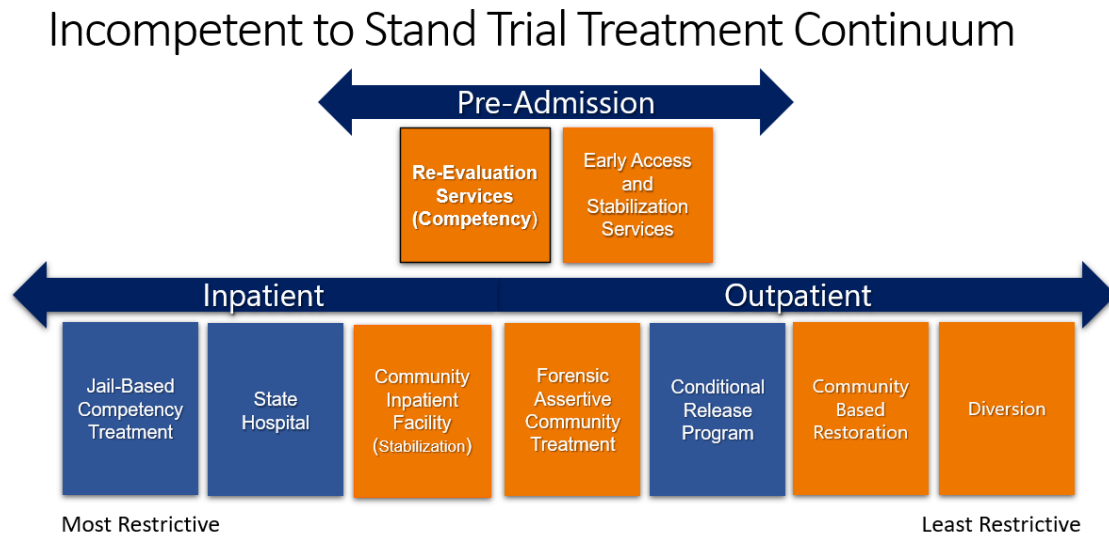 Incompetent to Stand Trial Treatment Continuum
Pre-Admission
Re-Evaluation
Services
(Competency)
Early Access
and
Stabilization
Services
Inpatient
Outpatient
Jail-Based
Competency
Treatment
State
Hospital
Community
Inpatient
Facility
(Stabilization)
Forensic
Assertive
Community
Treatment
Conditional
Release
Program
Community
Based
Restoration
Diversion
Most Restrictive
Least Restrictive